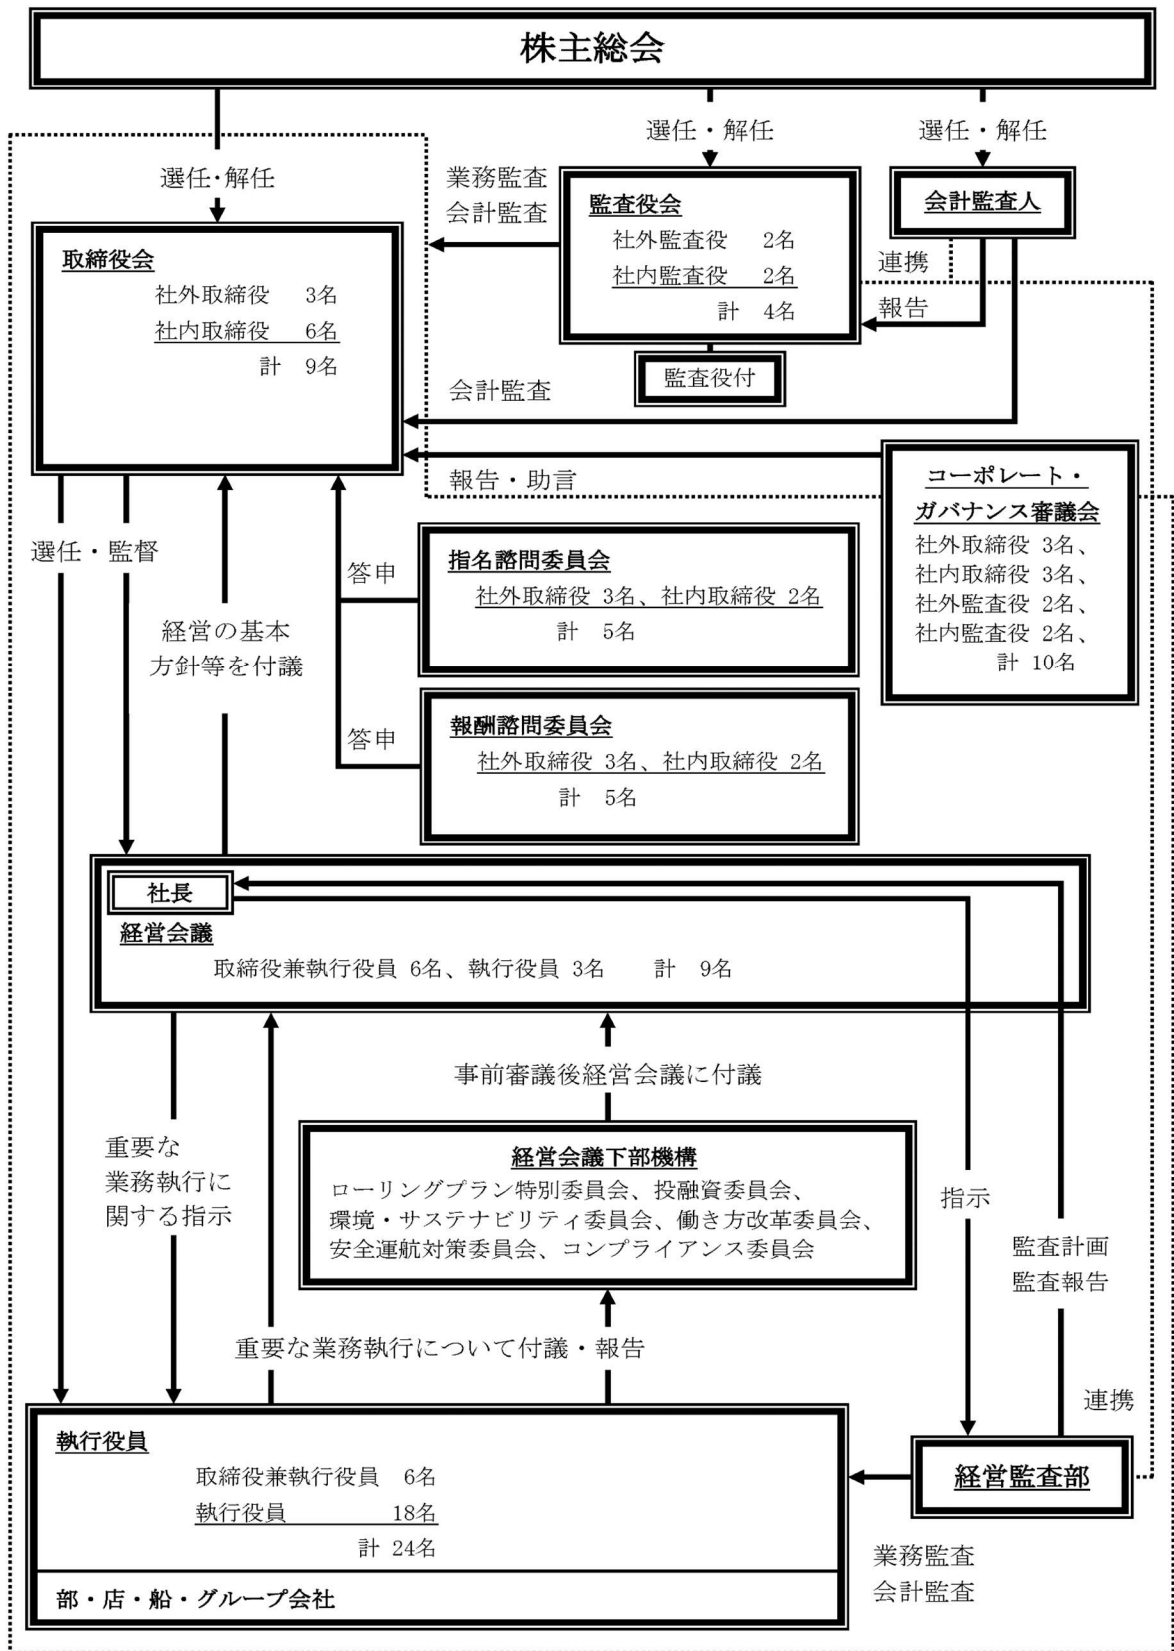 株主総会
選任・解任
選任・解任
選任・解任
業務監査
会計監査
監査役会
社外監査役 2名
社内監査役 2名
計 4名
監査役付
会計監査人
連携
報告
取締役会
社外取締役 3名
社内取締役 6名
計 9名
会計監査
報告・助言
コーポレート・
ガバナンス審議会
社外取締役 3名、
社内取締役 3名、
社外監査役 2名、
社内監査役 2名、
計 10名
選任・監督
経営の基本
方針等を付議
答申
指名諮問委員会
社外取締役 3名、社内取締役 2名
計 5名
答申
報酬諮問委員会
社外取締役 3名、社内取締役 2名
計 5名
社長
経営会議
取締役兼執行役員 6名、執行役員 3名 計 9名
事前審議後経営会議に付議
重要な
業務執行に
関する指示
経営会議下部機構
ローリングプラン特別委員会、投融資委員会、
環境・サステナビリティ委員会、働き方改革委員会、
安全運航対策委員会、コンプライアンス委員会
指示
監査計画
監査報告
重要な業務執行について付議・報告
連携
執行役員
取締役兼執行役員 6名
執行役員 18名
計 24名
部・店・船・グループ会社
経営監査部
業務監査
会計監査